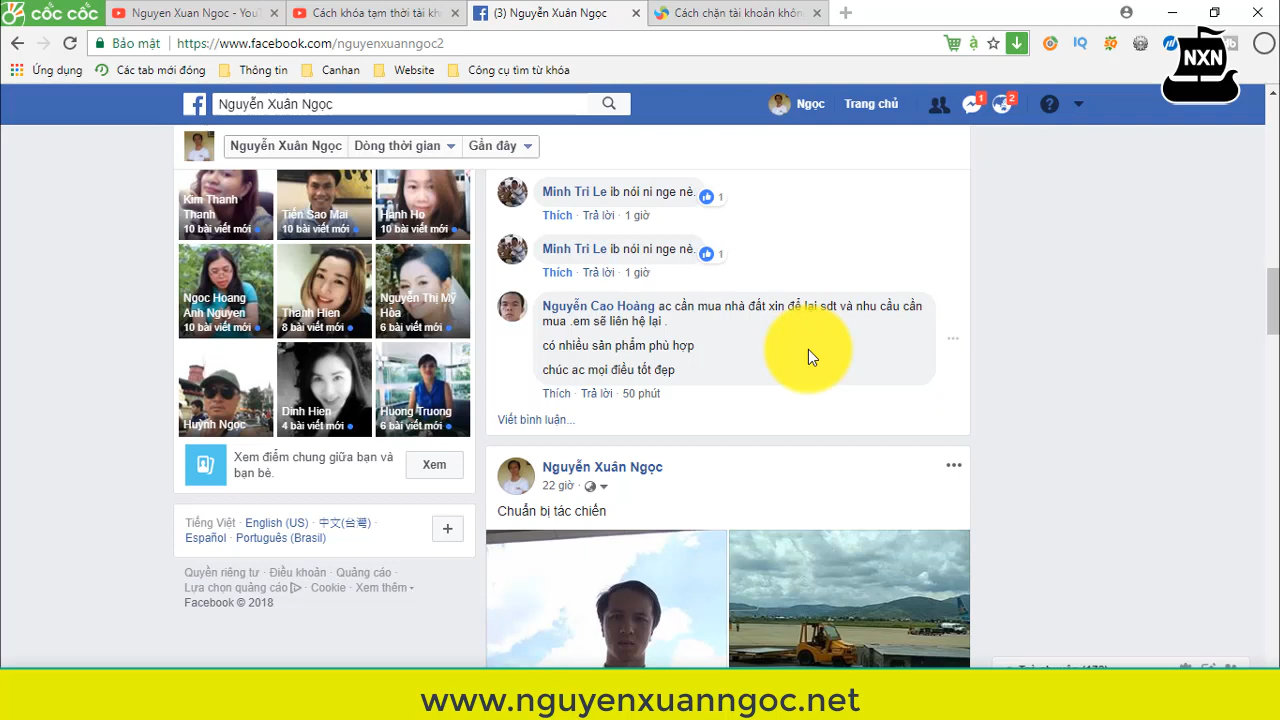 cốc cốc
Nguyen Xuan Ngoc - You
Cách khóa tạm thời tài kh
(3) Nguyễn Xuân Ngọc
Cách chặn tài khoản khôn
Bảo mật
https://www.facebook.com/nguyenxuanngoc2
Ứng dụng
Các tab mới đóng
Thông tin
Canhan
Website
Công cụ tìm từ khóa
NXN
Nguyễn Xuân Ngọc
Ngọc
Trang chủ
1
2
Nguyễn Xuân Ngọc
Dòng thời gian
Gần đây
Kim Thanh
Thanh
10 bài viết mới
Tiến Sao Mai
10 bài viết mới
Hạnh Ho
10 bài viết mới
Ngoc Hoang
Anh Nguyen
10 bài viết mới
Thanh Hien
8 bài viết mới
Nguyễn Thị Mỹ
Hòa
6 bài viết mới
Huỳnh Ngọc
Dinh Hien
4 bài viết mới
Huong Truong
6 bài viết mới
Xem điểm chung giữa bạn và
bạn bè.
Xem
Tiếng Việt · English (US) · 中文(台灣) ·
Español · Português (Brasil)
Quyền riêng tư · Điều khoản · Quảng cáo ·
Lựa chọn quảng cáo · Cookie · Xem thêm
Facebook © 2018
Minh Tri Le ib nói ni nge nè.
1
Thích · Trả lời · 1 giờ
Minh Tri Le ib nói ni nge nè.
1
Thích · Trả lời · 1 giờ
Nguyễn Cao Hoảng ac cần mua nhà đất xin để lại sdt và nhu cầu cần
mua .em sẽ liên hệ lại .
có nhiều sân phẩm phù hợp
chúc ac mọi điều tốt đẹp
Thích · Trả lời · 50 phút
Viết bình luận...
Nguyễn Xuân Ngọc
22 giờ ·
Chuẩn bị tác chiến
www.nguyenxuanngoc.net